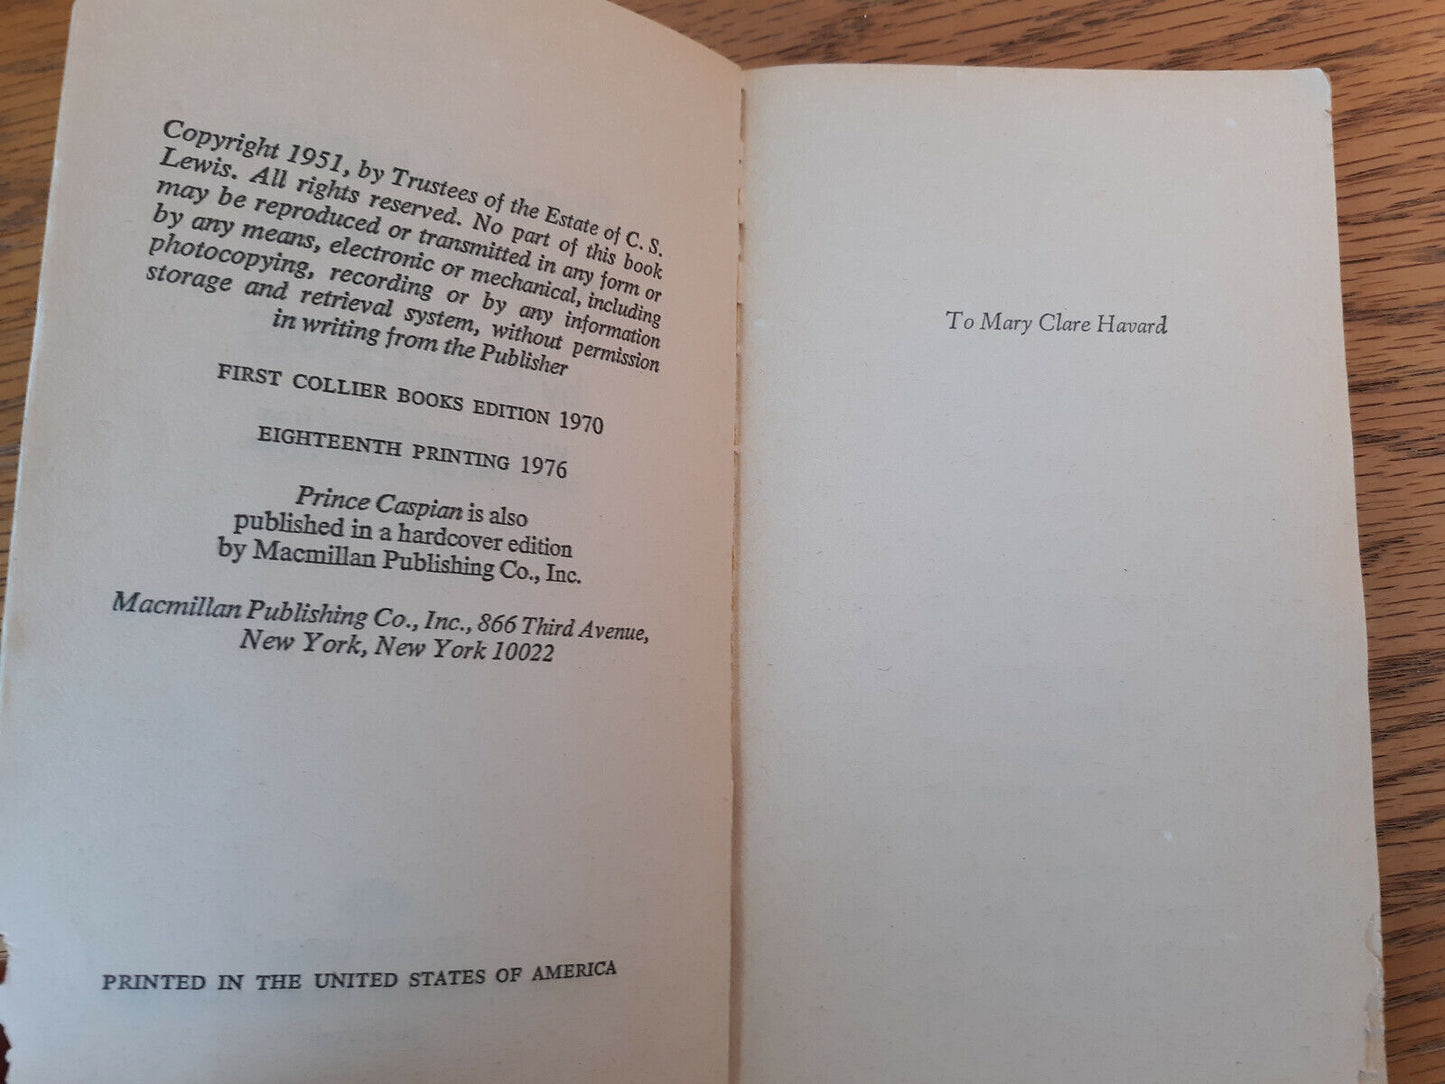 Copyright 1951, by Trustees of the Estate of C. S.
Lewis. All rights reserved. No part of this book
may be reproduced or transmitted in any form or
by any means, electronic or mechanical, including
photocopying, recording or by any information
storage and retrieval system, without permission
in writing from the Publisher
FIRST COLLIER BOOKS EDITION 1970
EIGHTEENTH PRINTING 1976
Prince Caspian is also
published in a hardcover edition
by Macmillan Publishing Co., Inc.
Macmillan Publishing Co., Inc., 866 Third Avenue,
New York, New York 10022
PRINTED IN THE UNITED STATES OF AMERICA
To Mary Clare Havard